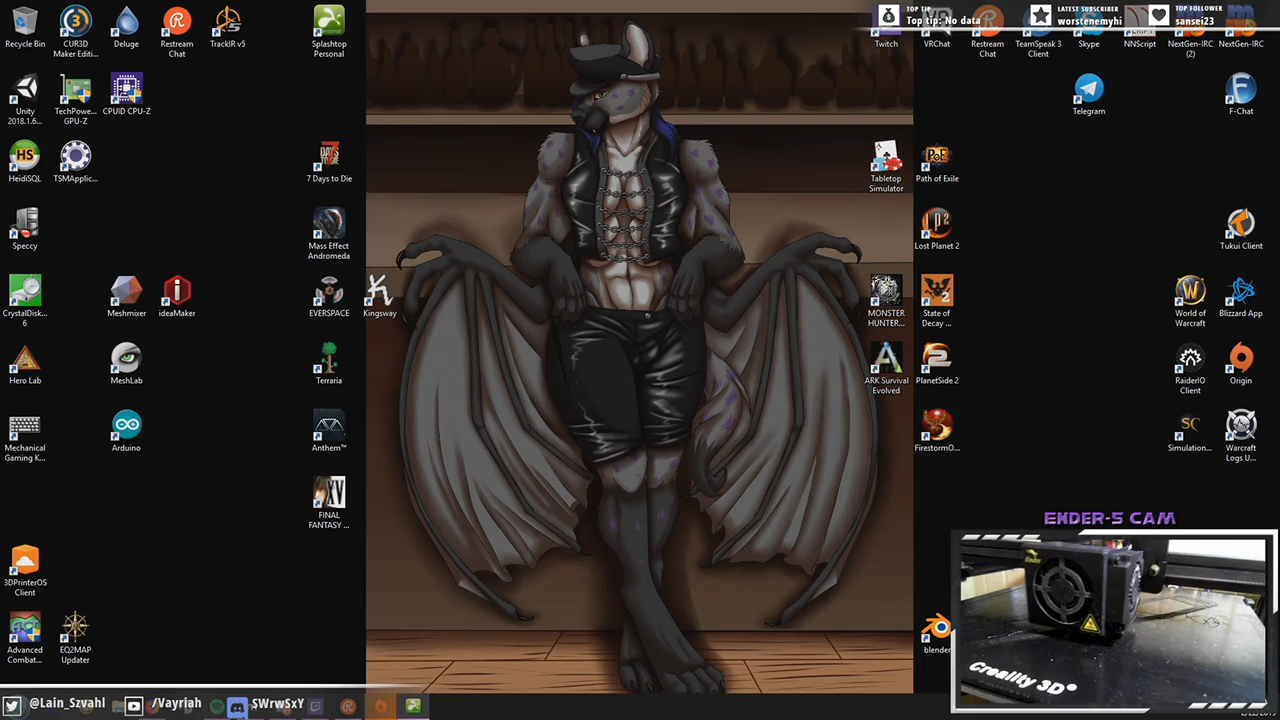 Recycle Bin
CUR3D
Maker Editi...
Deluge
Restream
Chat
TrackIR v5
Splashtop
Personal
Top tip: No data
TOP TIP
LATEST SUBSCRIBER
worstenemyhi
TOP FOLLOWER
sansei23
Twitch
VRChat
Restream
Chat
TeamSpeak 3
Client
Skype
NNScript
NextGen-IRC
(2)
NextGen-IRC
Unity
2018.1.6...
TechPowe...
GPU-Z
CPUID CPU-Z
Telegram
F-Chat
HeidiSQL
TSMApplic...
7 Days to Die
Tabletop
Simulator
Path of Exile
Speccy
Mass Effect
Andromeda
Lost Planet 2
Tukui Client
CrystalDisk...
6
Meshmixer
ideaMaker
EVERSPACE
Kingsway
MONSTER
HUNTER...
State of
Decay ...
World of
Warcraft
Blizzard App
Hero Lab
MeshLab
Terraria
ARK Survival
Evolved
PlanetSide 2
RaiderIO
Client
Origin
Mechanical
Gaming K...
Arduino
Anthem™
FirestormO...
Simulation...
Warcraft
Logs U...
FINAL
FANTASY ...
ENDER-5 CAM
3DPrinterOS
Client
Advanced
Combat...
EQ2MAP
Updater
blender
Creality 3D®
@Lain_Szvahl
/Vayriah
SWrwSxY